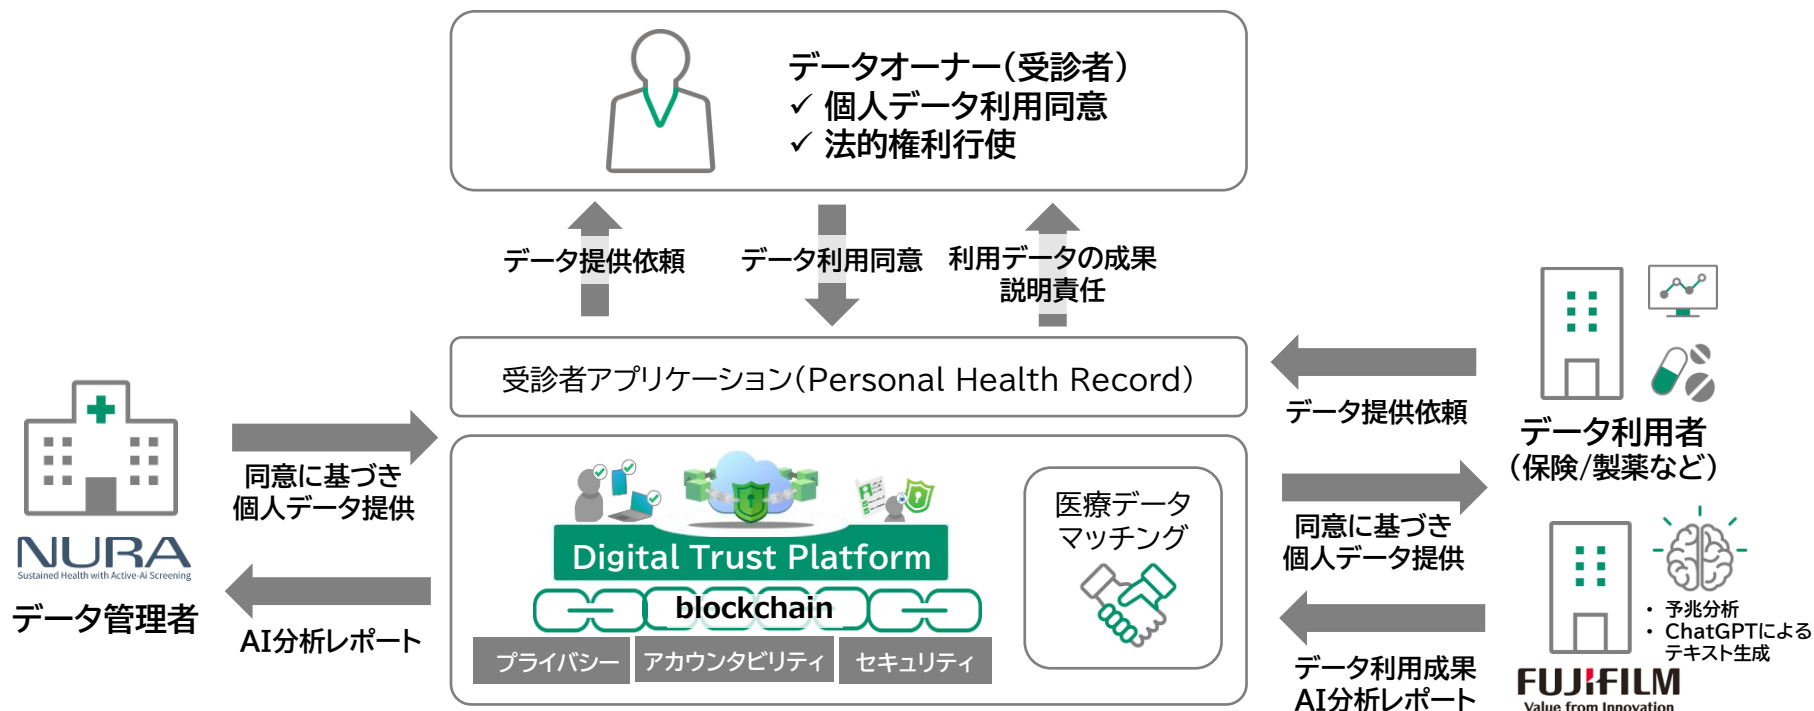 データオーナー(受診者)
✓ 個人データ利用同意
✓ 法的権利行使
データ提供依頼
データ利用同意
利用データの成果
説明責任
受診者アプリケーション(Personal Health Record)
データ提供依頼
データ利用者
(保険/製薬など)
同意に基づき
個人データ提供
NURA
Sustained Health with Active-Ai Screening
データ管理者
AI分析レポート
Digital Trust Platform
blockchain
プライバシー
アカウンタビリティ
セキュリティ
医療データ
マッチング
同意に基づき
個人データ提供
データ利用成果
AI分析レポート
・ 予兆分析
・ ChatGPTによる
テキスト生成
FUJIFILM
Value from Innovation